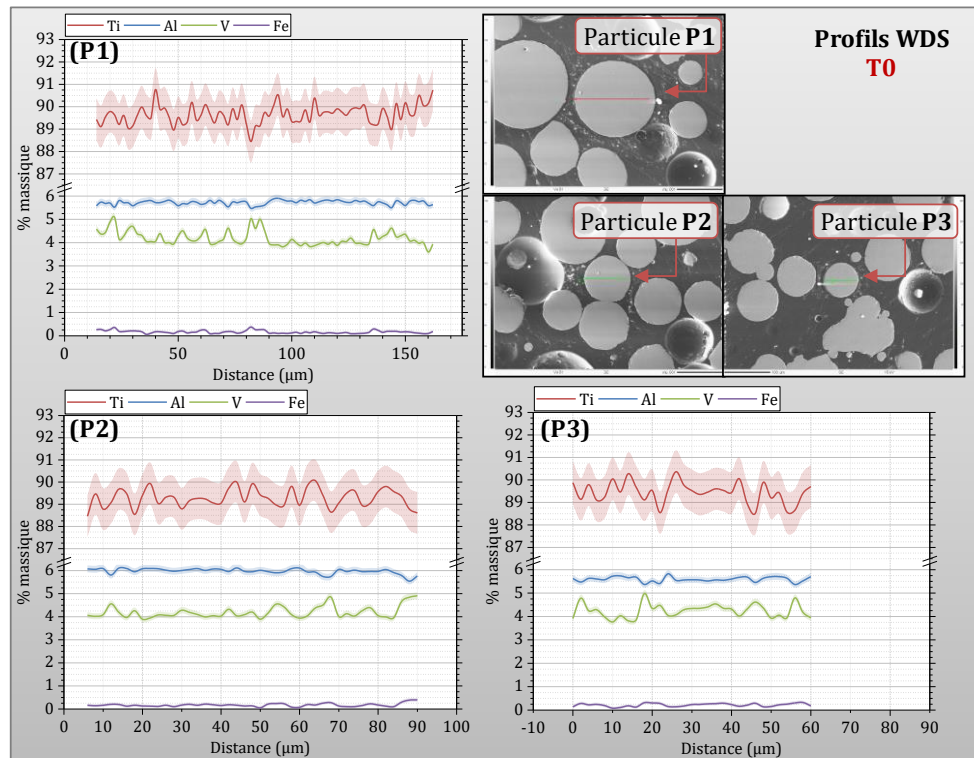 Ti Al V Fe
(P1)
93
92
91
90
89
88
87
6
5
4
3
2
1
0
% massique
0 50 100 150
Distance (µm)
Particule P1
Profils WDS
T0
Particule P2
Particule P3
Ti Al V Fe
(P2)
93
92
91
90
89
88
87
6
5
4
3
2
1
0
% massique
0 10 20 30 40 50 60 70 80 90 100
Distance (µm)
Ti Al V Fe
(P3)
93
92
91
90
89
88
87
6
5
4
3
2
1
0
% massique
-10 0 10 20 30 40 50 60 70 80 90
Distance (µm)